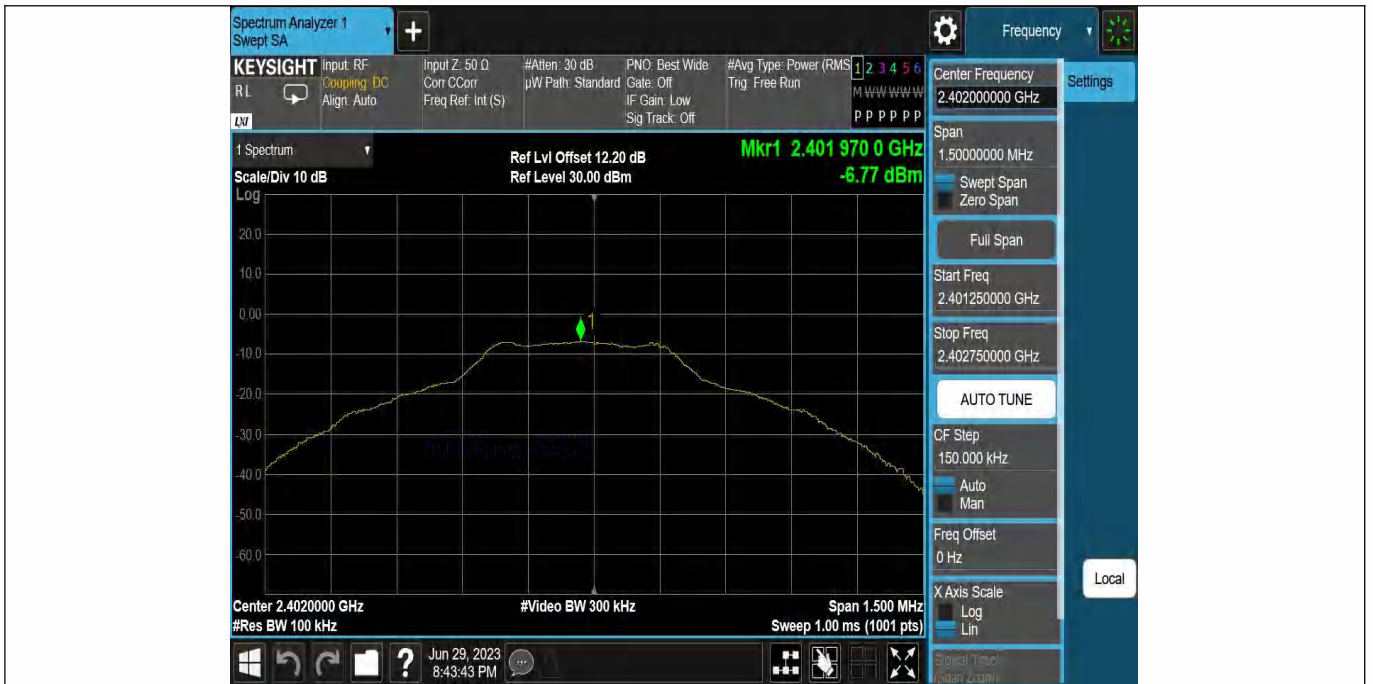 Spectrum Analyzer 1
Swept SA
+
Frequency
KEYSIGHT
RL
LXI
Input: RF
Coupling: DC
Align: Auto
Input Z: 50 Ω
Corr CCorr
Freq Ref: Int (S)
#Atten: 30 dB
µW Path: Standard
PNO: Best Wide
Gate: Off
IF Gain: Low
Sig Track: Off
#Avg Type: Power (RMS
Trig: Free Run
1 2 3 4 5 6
M W W W W W
P P P P P P
1 Spectrum
Scale/Div 10 dB
Log
Ref Lvl Offset 12.20 dB
Ref Level 30.00 dBm
Mkr1 2.401 970 0 GHz
-6.77 dBm
20.0
10.0
0.00
-10.0
-20.0
-30.0
-40.0
-50.0
-60.0
1
Center 2.4020000 GHz
#Res BW 100 kHz
#Video BW 300 kHz
Span 1.500 MHz
Sweep 1.00 ms (1001 pts)
?
Jun 29, 2023
8:43:43 PM
Center Frequency
2.402000000 GHz
Settings
Span
1.50000000 MHz
Swept Span
Zero Span
Full Span
Start Freq
2.401250000 GHz
Stop Freq
2.402750000 GHz
AUTO TUNE
CF Step
150.000 kHz
Auto
Man
Freq Offset
0 Hz
X Axis Scale
Log
Lin
Local
Signal Track
(Span Zoom)